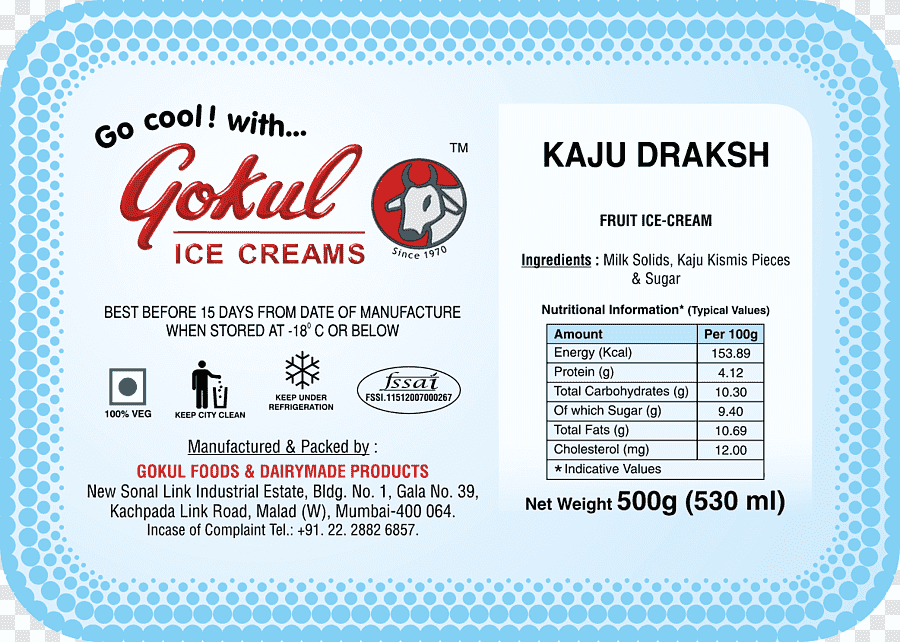 Go cool! with...
Gokul
TM
ICE CREAMS
Since 1970
BEST BEFORE 15 DAYS FROM DATE OF MANUFACTURE
WHEN STORED AT -18⁰ C OR BELOW
100% VEG
KEEP CITY CLEAN
KEEP UNDER
REFRIGERATION
fssai
FSSI.11512007000267
Manufactured & Packed by :
GOKUL FOODS & DAIRYMADE PRODUCTS
New Sonal Link Industrial Estate, Bldg. No. 1, Gala No. 39,
Kachpada Link Road, Malad (W), Mumbai-400 064.
Incase of Complaint Tel.: +91. 22. 2882 6857.
KAJU DRAKSH
FRUIT ICE-CREAM
Ingredients : Milk Solids, Kaju Kismis Pieces
& Sugar
Nutritional Information* (Typical Values)
Amount Per 100g
Energy (Kcal) 153.89
Protein (g) 4.12
Total Carbohydrates (g) 10.30
Of which Sugar (g) 9.40
Total Fats (g) 10.69
Cholesterol (mg) 12.00
* Indicative Values
Net Weight 500g (530 ml)